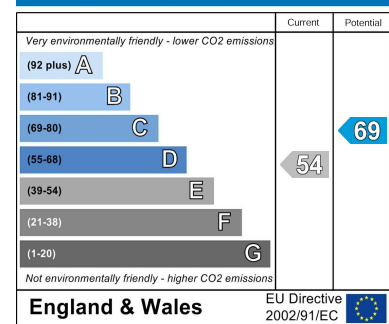 Current Potential
Very environmentally friendly - lower CO2 emissions
(92 plus) A
(81-91) B
(69-80) C
69
(55-68) D
54
(39-54) E
(21-38) F
(1-20) G
Not environmentally friendly - higher CO2 emissions
England & Wales
EU Directive
2002/91/EC